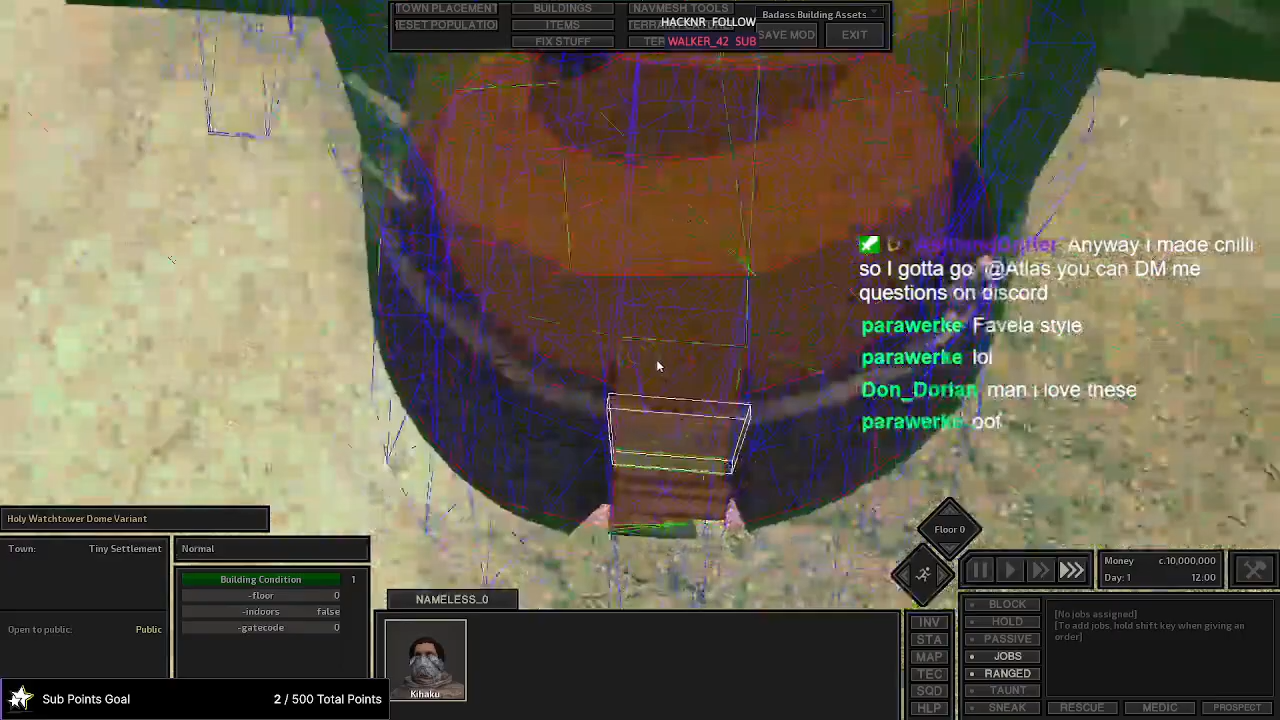 TOWN PLACEMENT
BUILDINGS
NAVMESH TOOLS
Badass Building Assets
RESET POPULATIO
ITEMS
HACKNR FOLLOW
FIX STUFF
WALKER_42 SUB
SAVE MOD
EXIT
Anyway I made chilli
so I gotta go @Atlas you can DM me
questions on discord
parawerke Favela style
parawerke lol
Don_Dorian man i love these
parawerke oof
Holy Watchtower Dome Variant
Town: Tiny Settlement
Open to public: Public
Normal
Building Condition 1
-floor 0
-indoors false
-gatecode 0
NAMELESS_0
Kihaku
Floor 0
Money c.10,000,000
Day: 1 12:00
INV
STA
MAP
TEC
SQD
HLP
BLOCK
HOLD
PASSIVE
JOBS
RANGED
TAUNT
SNEAK
[No jobs assigned]
[To add jobs, hold shift key when giving an
order]
RESCUE
MEDIC
PROSPECT
Sub Points Goal 2 / 500 Total Points